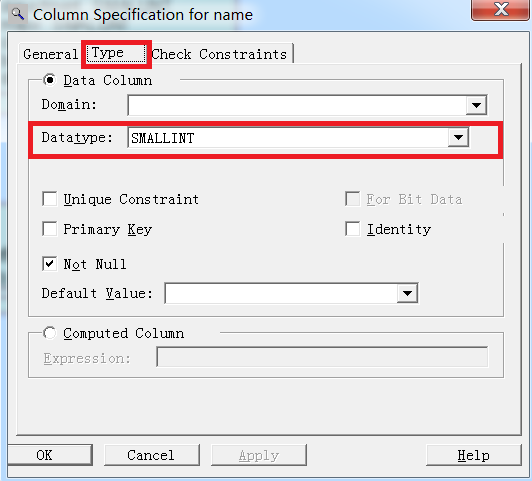 Column Specification for name
General Type Check Constraints
Data Column
Domain:
Datatype: SMALLINT
Unique Constraint For Bit Data
Primary Key Identity
Not Null
Default Value:
Computed Column
Expression:
OK Cancel Apply Help